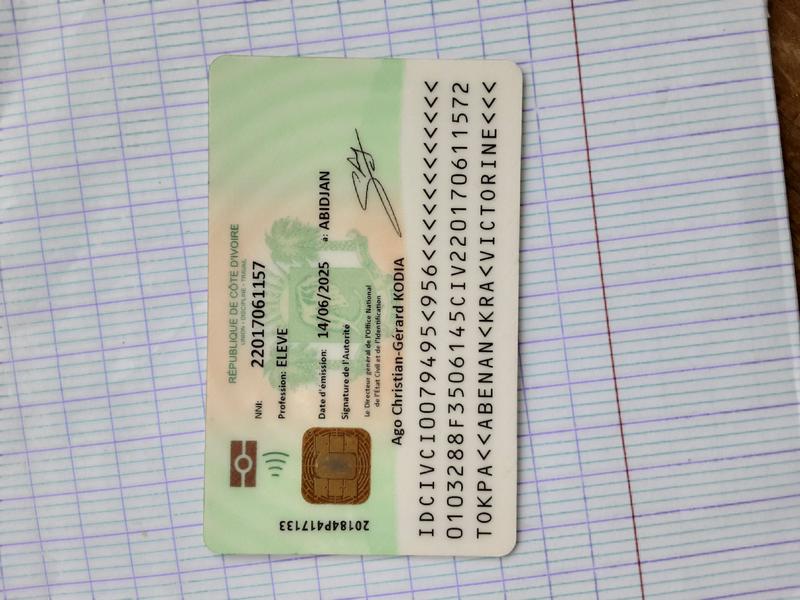 RÉPUBLIQUE DE CÔTE D'IVOIRE
UNION - DISCIPLINE - TRAVAIL
NNI: 22017061157
Profession: ELEVE
Date d'émission: 14/06/2025 à: ABIDJAN
Signature de l'Autorité
Le Directeur général de l'Office National
de l'Etat Civil et de l'Identification
Ago Christian-Gérard KODIA
20184P417133
IDCIVCI0079495<956<<<<<<<<<<<<
0103288F3506145CIV220170611572
TOKPA<<ABENAN<KRA<VICTORINE<<<